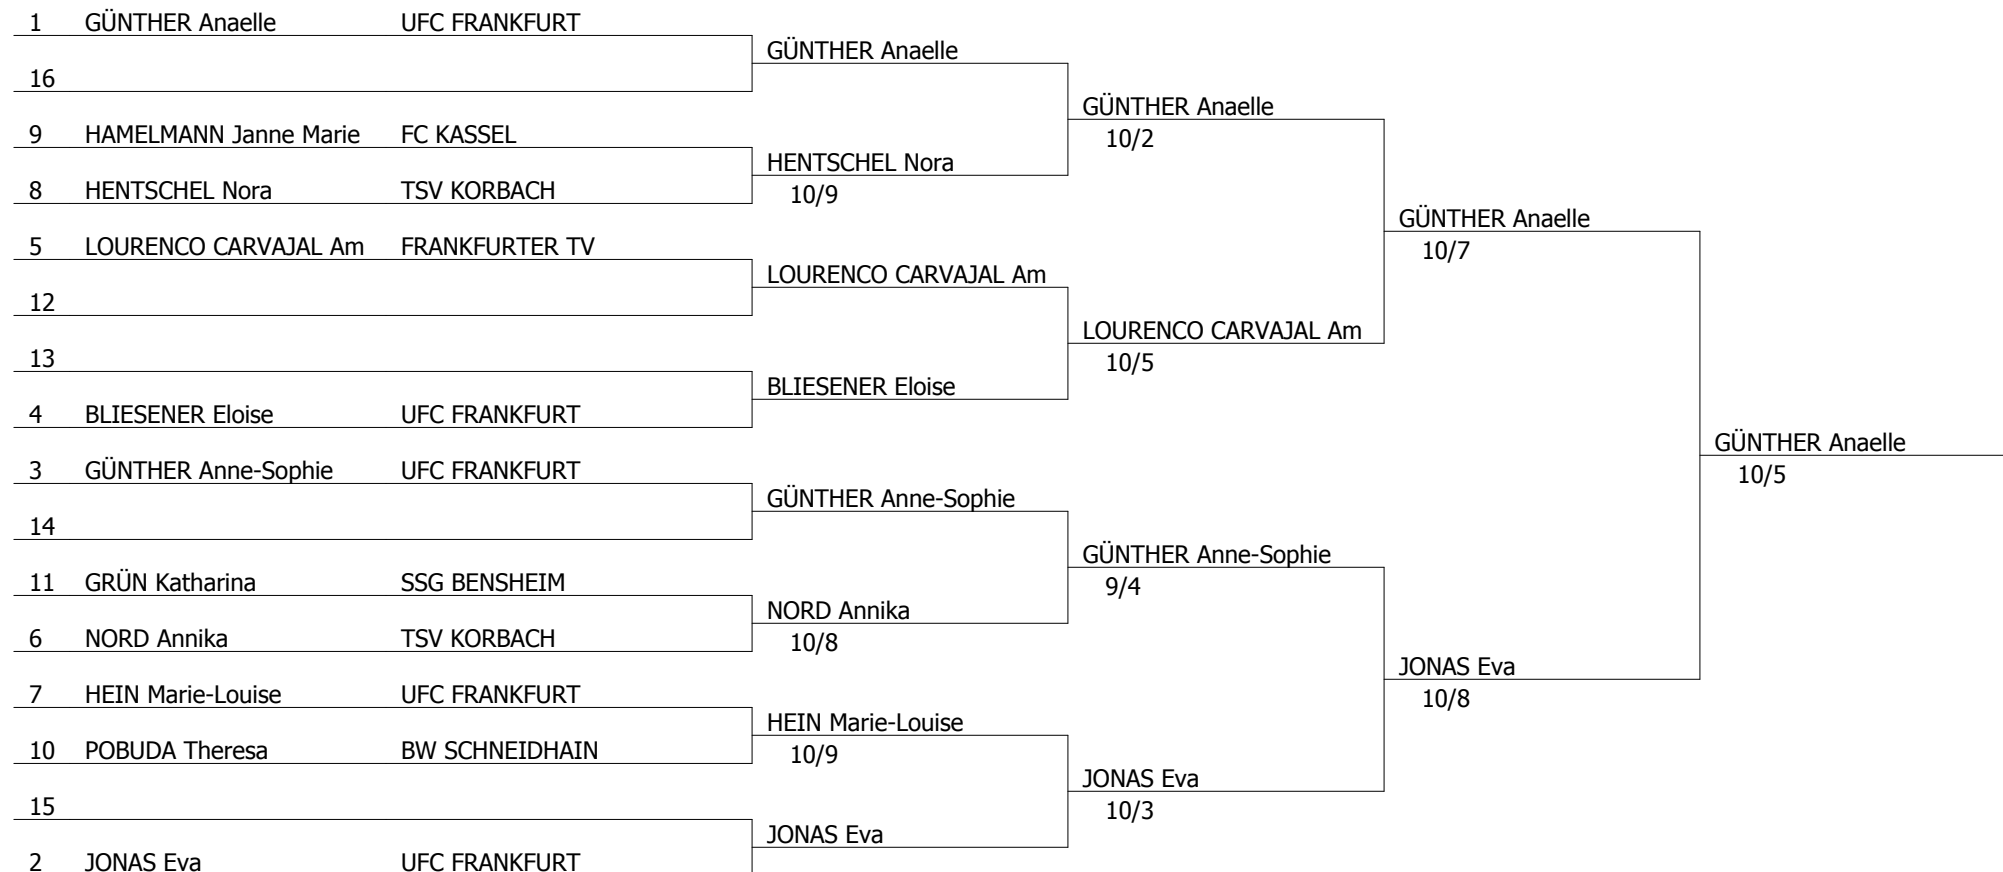 1 GÜNTHER Anaelle UFC FRANKFURT
GÜNTHER Anaelle
16
GÜNTHER Anaelle
9 HAMELMANN Janne Marie FC KASSEL
10/2
HENTSCHEL Nora
8 HENTSCHEL Nora TSV KORBACH
10/9
GÜNTHER Anaelle
5 LOURENCO CARVAJAL Am FRANKFURTER TV
10/7
LOURENCO CARVAJAL Am
12
LOURENCO CARVAJAL Am
13
10/5
BLIESENER Eloise
4 BLIESENER Eloise UFC FRANKFURT
GÜNTHER Anaelle
3 GÜNTHER Anne-Sophie UFC FRANKFURT
10/5
GÜNTHER Anne-Sophie
14
GÜNTHER Anne-Sophie
11 GRÜN Katharina SSG BENSHEIM
9/4
NORD Annika
6 NORD Annika TSV KORBACH
10/8
JONAS Eva
7 HEIN Marie-Louise UFC FRANKFURT
10/8
HEIN Marie-Louise
10 POBUDA Theresa BW SCHNEIDHAIN
10/9
JONAS Eva
15
10/3
JONAS Eva
2 JONAS Eva UFC FRANKFURT